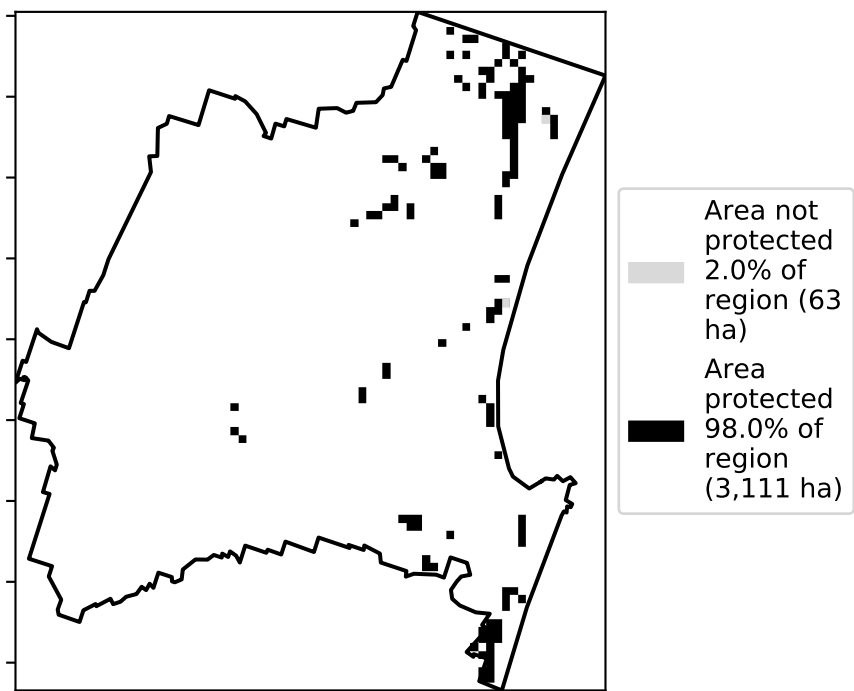 Area not
protected
2.0% of
region (63
ha)
Area
protected
98.0% of
region
(3,111 ha)